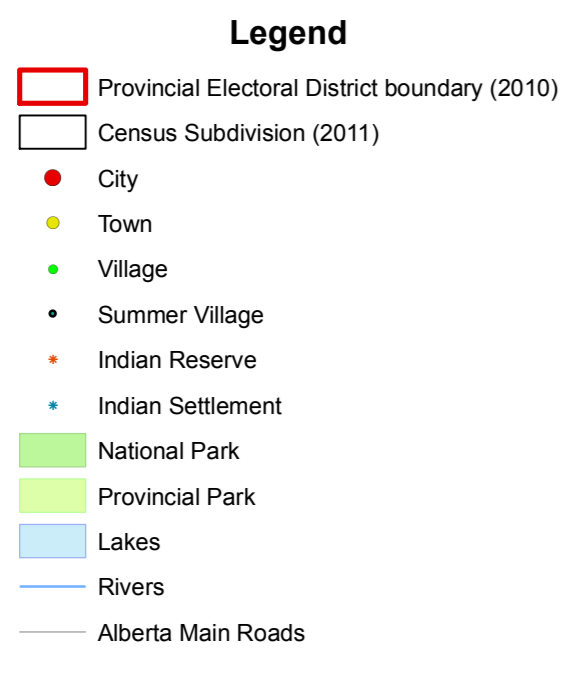 Legend
Provincial Electoral District boundary (2010)
Census Subdivision (2011)
City
Town
Village
Summer Village
Indian Reserve
Indian Settlement
National Park
Provincial Park
Lakes
Rivers
Alberta Main Roads